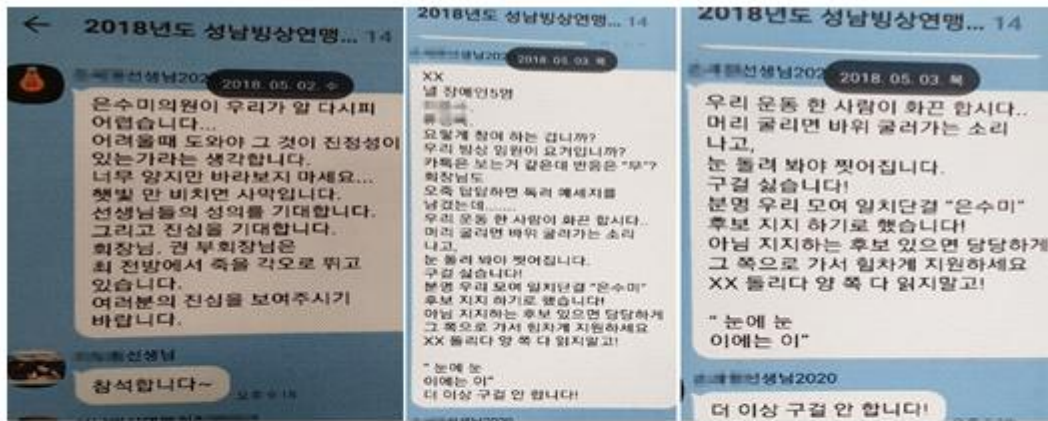 2018년도 성남빙상연맹... 14
선생님202
2018. 05. 02. 수
은수미의원이 우리가 알 다시피
어렵습니다...
어려울때 도와야 그 것이 진정성이
있는가라는 생각합니다.
너무 양지만 바라보지 마세요...
햇빛 만 비치면 사막입니다.
선생님들의 성의를 기대합니다.
그리고 진심을 기대합니다.
회장님, 권 부회장님은
최 전방에서 죽을 각오로 뛰고
있습니다.
여러분의 진심을 보여주시기
바랍니다.
선생님
참석합니다~
2018년도 성남빙상연맹... 14
2018. 05. 03. 목
XX
널 장애인5명
요렇게 참여 하는 겁니까?
우리 빙상 임원이 요거입니까?
카톡은 보는거 같은데 반응은 "무"?
회장님도
오죽 답답하면 독려 메세지를
남겼는데........
우리 운동 한 사람이 화끈 합시다..
머리 굴리면 바위 굴러가는 소리
나고,
눈 돌려 봐야 찢어집니다.
구걸 싫습니다!
분명 우리 모여 일치단결 "은수미"
후보 지지 하기로 했습니다!
아님 지지하는 후보 있으면 당당하게
그 쪽으로 가서 힘차게 지원하세요
XX 돌리다 양 쪽 다 잃지말고!
" 눈에 눈
이에는 이"
더 이상 구걸 안 합니다!
2018년도 성남빙상연맹... 14
선생님202
2018. 05. 03. 목
우리 운동 한 사람이 화끈 합시다..
머리 굴리면 바위 굴러가는 소리
나고,
눈 돌려 봐야 찢어집니다.
구걸 싫습니다!
분명 우리 모여 일치단결 "은수미"
후보 지지 하기로 했습니다!
아님 지지하는 후보 있으면 당당하게
그 쪽으로 가서 힘차게 지원하세요
XX 돌리다 양 쪽 다 잃지말고!
" 눈에 눈
이에는 이"
선생님2020
더 이상 구걸 안 합니다!